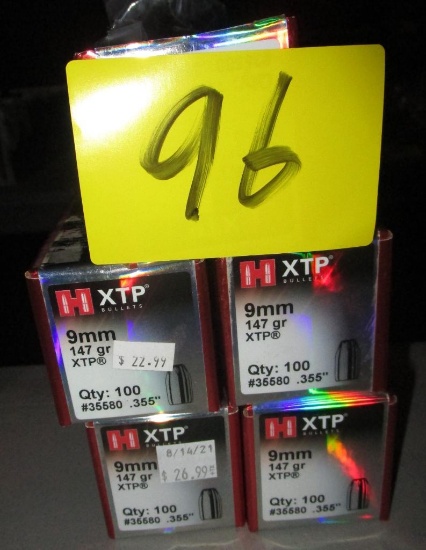 96
H XTP®
BULLETS
9mm
147 gr
XTP®
$ 22.99
Qty: 100
#35580 .355"
H XTP®
BULLETS
9mm
147 gr
XTP®
Qty: 100
#35580 .355"
H XTP®
BULLETS
8/14/21
9mm
147 gr
XTP®
$ 26.99
Qty: 100
#35580 .355"
H XTP®
BULLETS
9mm
147 gr
XTP®
Qty: 100
#35580 .355"